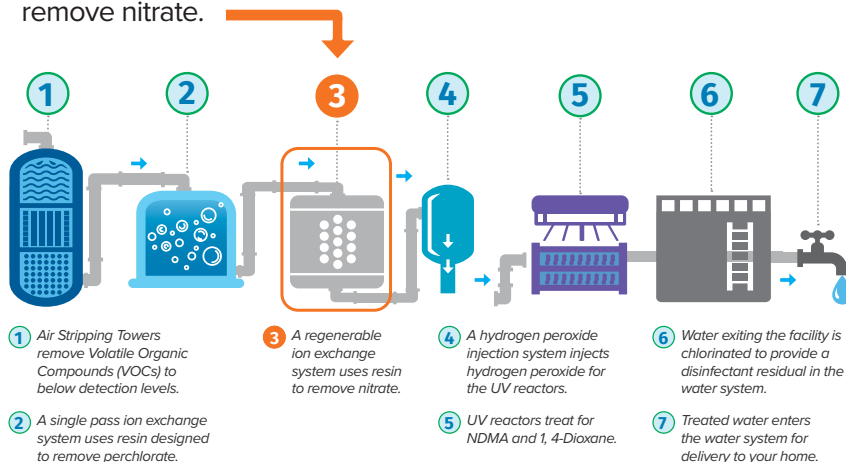 remove nitrate.
1
2
3
4
5
6
7
1 Air Stripping Towers
remove Volatile Organic
Compounds (VOCs) to
below detection levels.
2 A single pass ion exchange
system uses resin designed
to remove perchlorate.
3 A regenerable
ion exchange
system uses resin
to remove nitrate.
4 A hydrogen peroxide
injection system injects
hydrogen peroxide for
the UV reactors.
5 UV reactors treat for
NDMA and 1, 4-Dioxane.
6 Water exiting the facility is
chlorinated to provide a
disinfectant residual in the
water system.
7 Treated water enters
the water system for
delivery to your home.